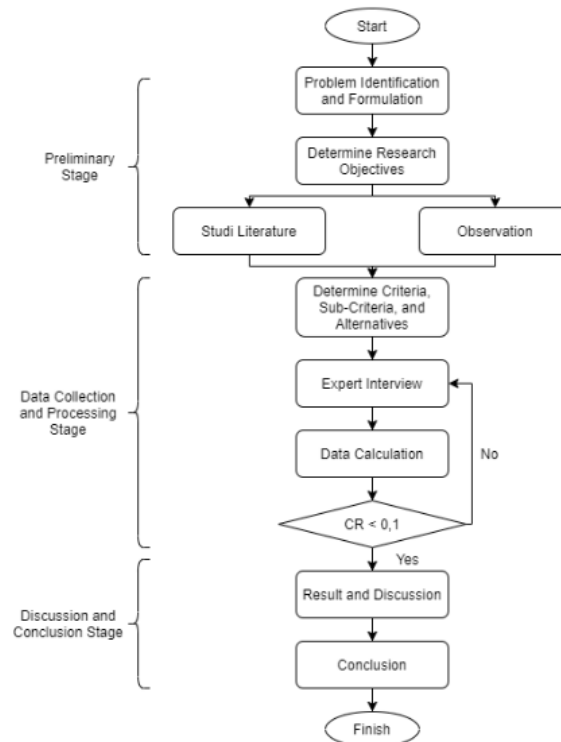 Start
Problem Identification
and Formulation
Preliminary
Stage
Determine Research
Objectives
Studi Literature
Observation
Determine Criteria,
Sub-Criteria, and
Alternatives
Data Collection
and Processing
Stage
Expert Interview
Data Calculation
No
CR < 0,1
Yes
Discussion and
Conclusion Stage
Result and Discussion
Conclusion
Finish